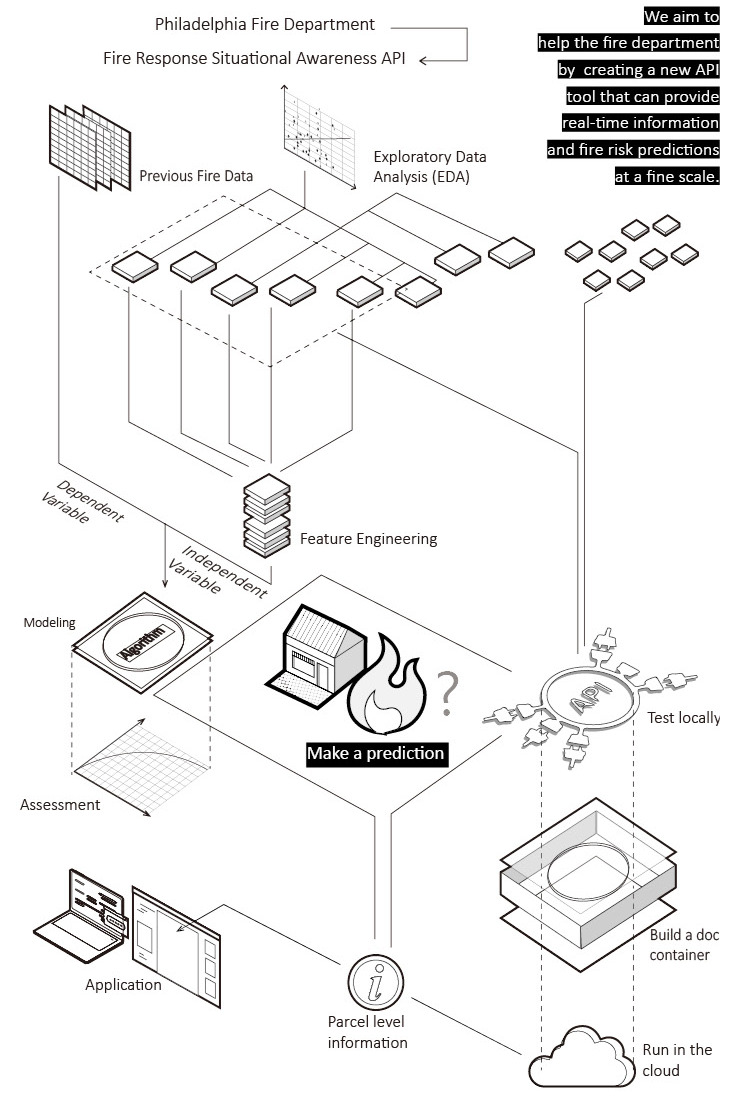 Philadelphia Fire Department
Fire Response Situational Awareness API
We aim to
help the fire department
by creating a new API
tool that can provide
real-time information
and fire risk predictions
at a fine scale.
Previous Fire Data
Exploratory Data
Analysis (EDA)
Dependent
Variable
Independent
Variable
Feature Engineering
Modeling
Algorithm
API
Test locally
Make a prediction
?
Assessment
Build a doc
container
Application
i
Parcel level
information
Run in the
cloud